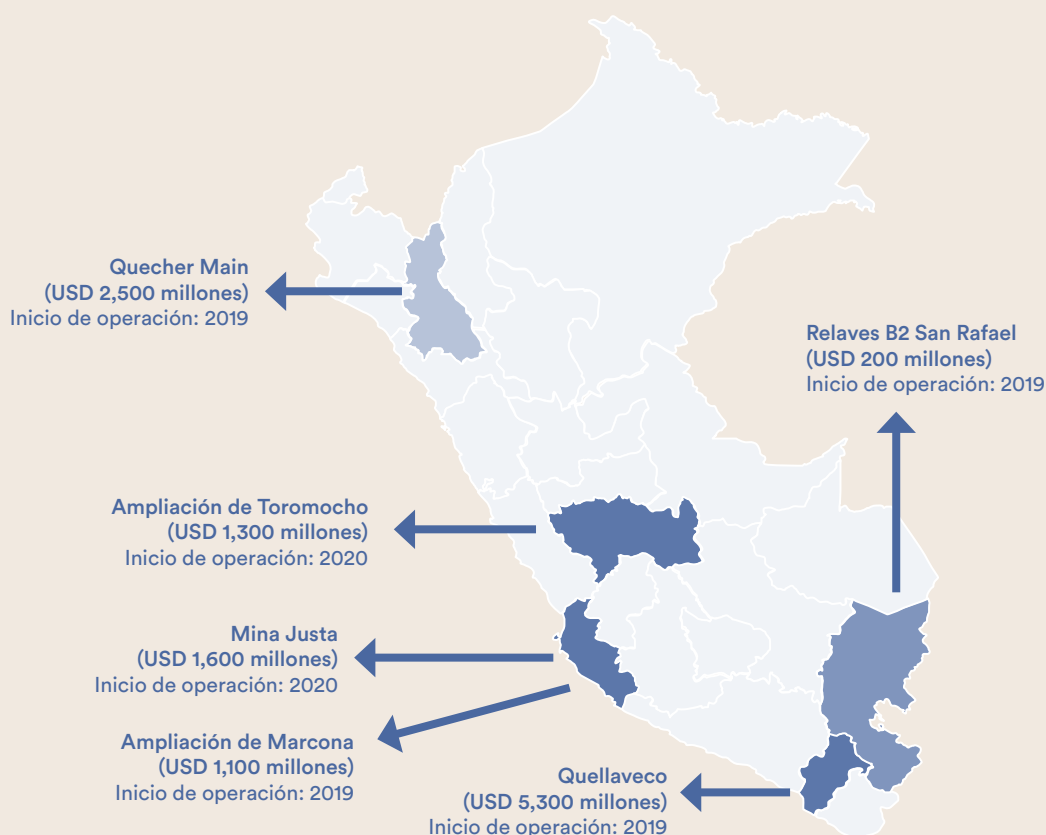 Quecher Main
(USD 2,500 millones)
Inicio de operación: 2019
Relaves B2 San Rafael
(USD 200 millones)
Inicio de operación: 2019
Ampliación de Toromocho
(USD 1,300 millones)
Inicio de operación: 2020
Mina Justa
(USD 1,600 millones)
Inicio de operación: 2020
Ampliación de Marcona
(USD 1,100 millones)
Inicio de operación: 2019
Quellaveco
(USD 5,300 millones)
Inicio de operación: 2019